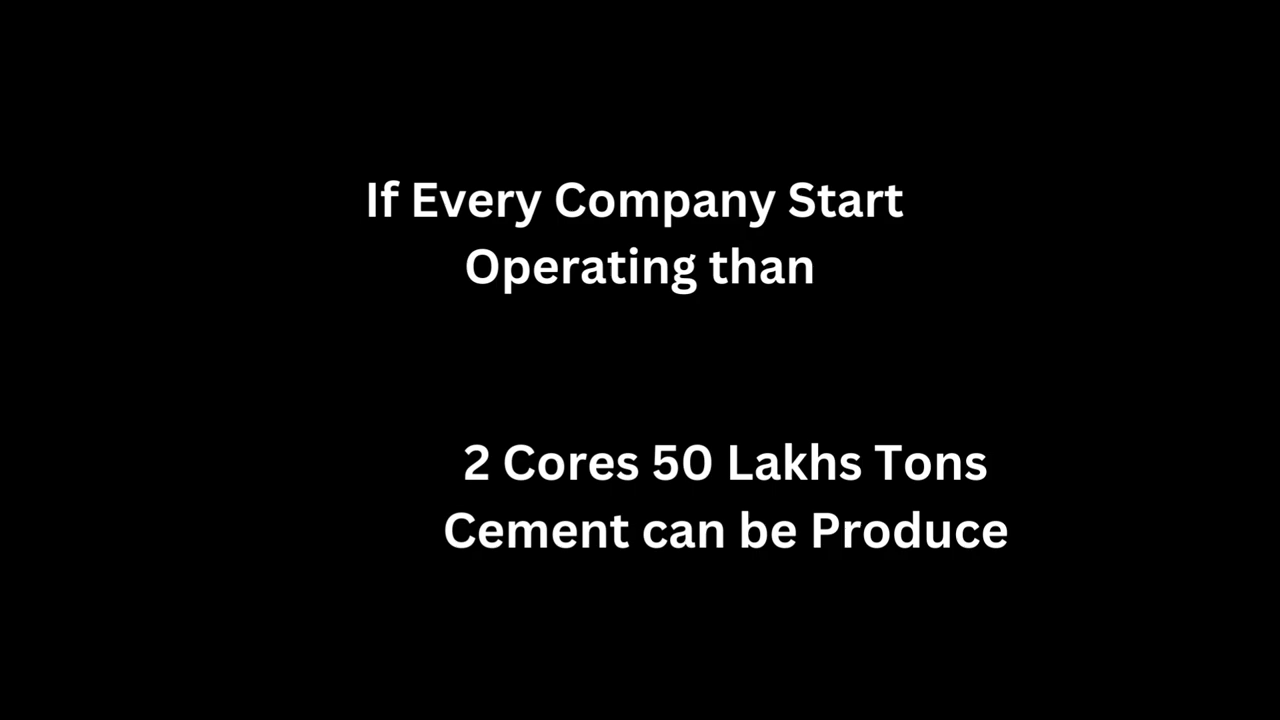 If Every Company Start
Operating than
2 Cores 50 Lakhs Tons
Cement can be Produce